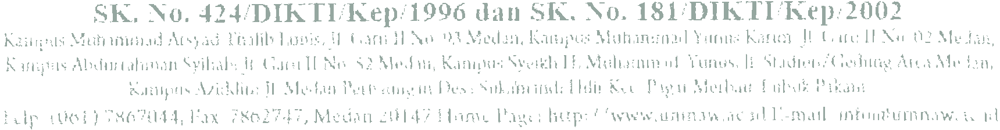 SK. No. 424/DIKTI/Kep/1996 dan SK. No. 181/DIKTI/Kep/2002
Kampus Muhammad Arsyad Thalib Lubis, Jl. Garu II No. 93 Medan, Kampus Muhammad Yunus Karim, Jl. Garu II No. 02 Medan,
Kampus Abdurrahman Syihab, Jl. Garu II No. 52 Medan, Kampus Syeikh H. Muhammad Yunus, Jl. Stadion/Gedung Arca Medan,
Kampus Aziddin, Jl. Medan Perbaungan Desa Sukamandi Hilir Kec. Pagar Merbau, Lubuk Pakam
Telp. (061) 7867044, Fax. 7862747, Medan 20147 Home Page: http://www.umnaw.ac.id E-mail: info@umnaw.ac.id